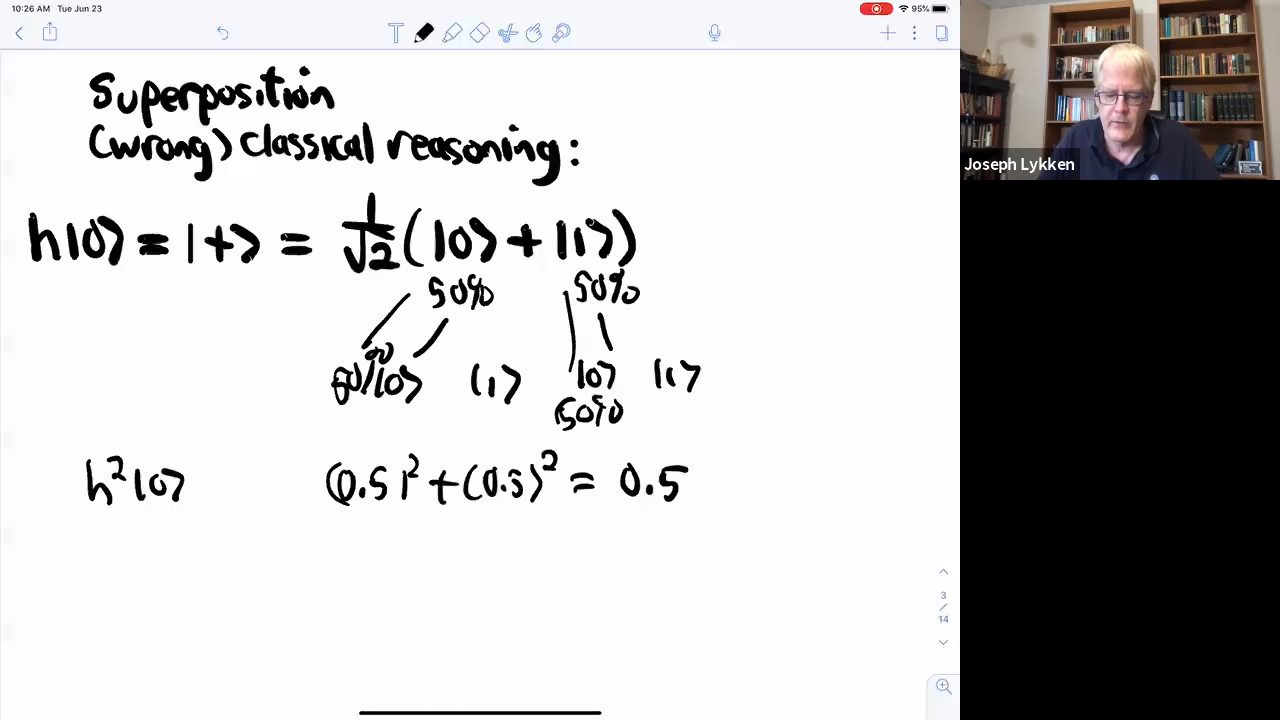 10:26 AM Tue Jun 23
95%
Superposition
(wrong) classical reasoning:
h|0⟩ = |+⟩ = 1/√2 (|0⟩ + |1⟩)
50% 50%
50% |0⟩ |1⟩ |0⟩ |1⟩
50%
h²|0⟩ (0.5)² + (0.5)² = 0.5
3
/
14
Joseph Lykken